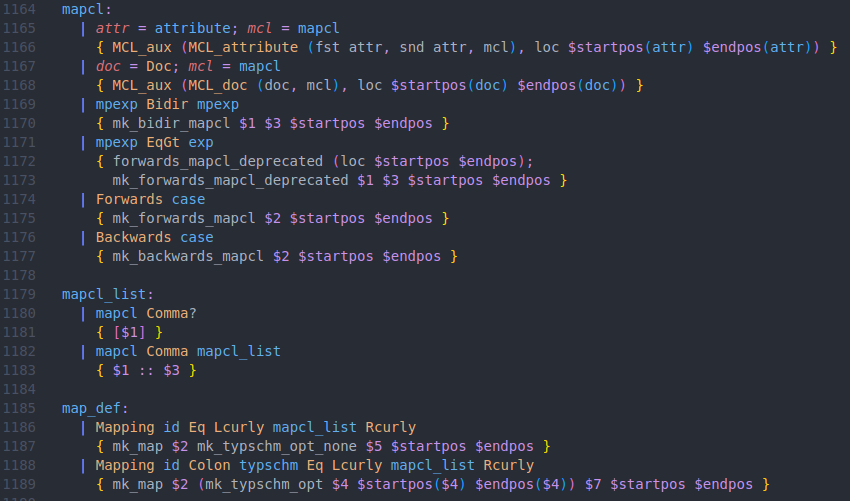 1164 mapcl:
1165 | attr = attribute; mcl = mapcl
1166 { MCL_aux (MCL_attribute (fst attr, snd attr, mcl), loc $startpos(attr) $endpos(attr)) }
1167 | doc = Doc; mcl = mapcl
1168 { MCL_aux (MCL_doc (doc, mcl), loc $startpos(doc) $endpos(doc)) }
1169 | mpexp Bidir mpexp
1170 { mk_bidir_mapcl $1 $3 $startpos $endpos }
1171 | mpexp EqGt exp
1172 { forwards_mapcl_deprecated (loc $startpos $endpos);
1173 mk_forwards_mapcl_deprecated $1 $3 $startpos $endpos }
1174 | Forwards case
1175 { mk_forwards_mapcl $2 $startpos $endpos }
1176 | Backwards case
1177 { mk_backwards_mapcl $2 $startpos $endpos }
1178
1179 mapcl_list:
1180 | mapcl Comma?
1181 { [$1] }
1182 | mapcl Comma mapcl_list
1183 { $1 :: $3 }
1184
1185 map_def:
1186 | Mapping id Eq Lcurly mapcl_list Rcurly
1187 { mk_map $2 mk_typschm_opt_none $5 $startpos $endpos }
1188 | Mapping id Colon typschm Eq Lcurly mapcl_list Rcurly
1189 { mk_map $2 (mk_typschm_opt $4 $startpos($4) $endpos($4)) $7 $startpos $endpos }